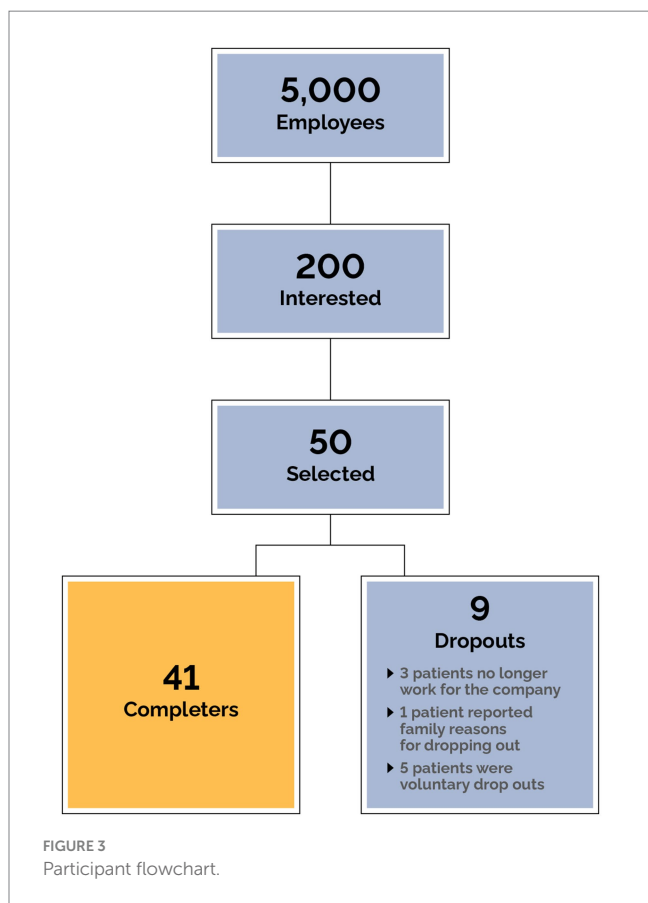 5,000
Employees
200
Interested
50
Selected
41
Completers
9
Dropouts
3 patients no longer
work for the company
1 patient reported
family reasons
for dropping out
5 patients were
voluntary drop outs
FIGURE 3
Participant flowchart.